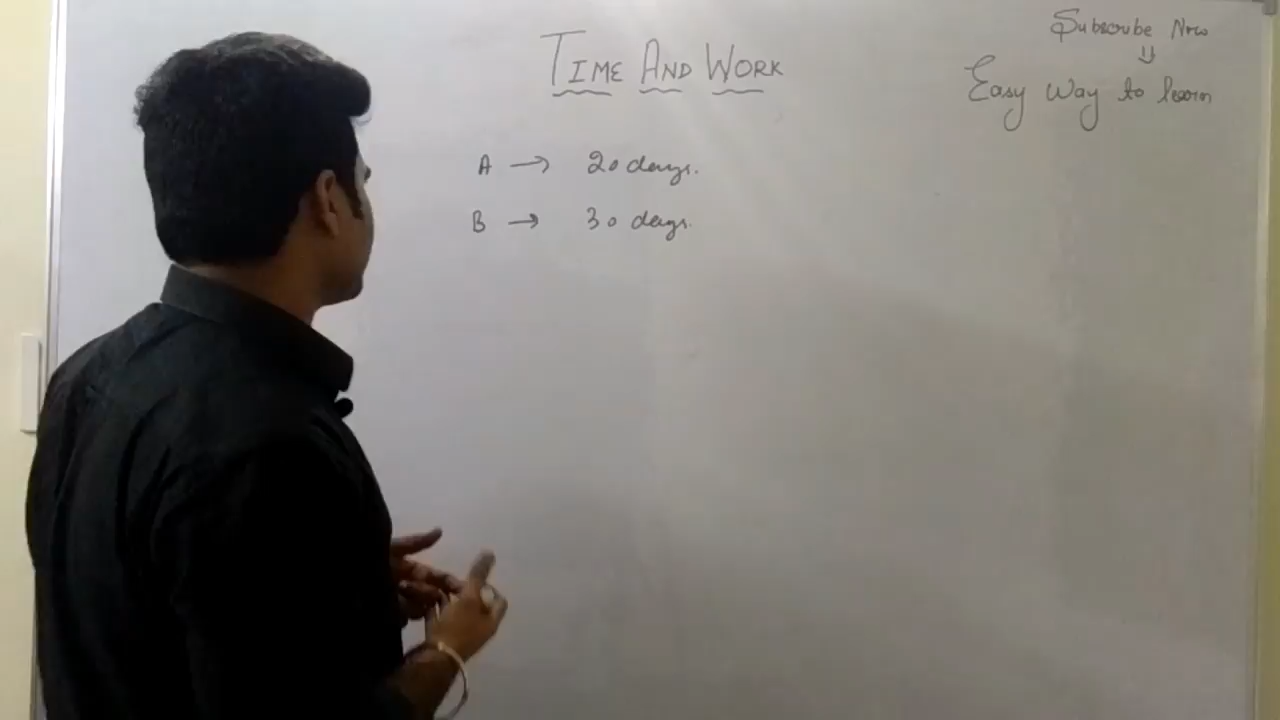 Subscribe Now
Easy Way to learn
TIME AND WORK
A → 20 days.
B → 30 days.